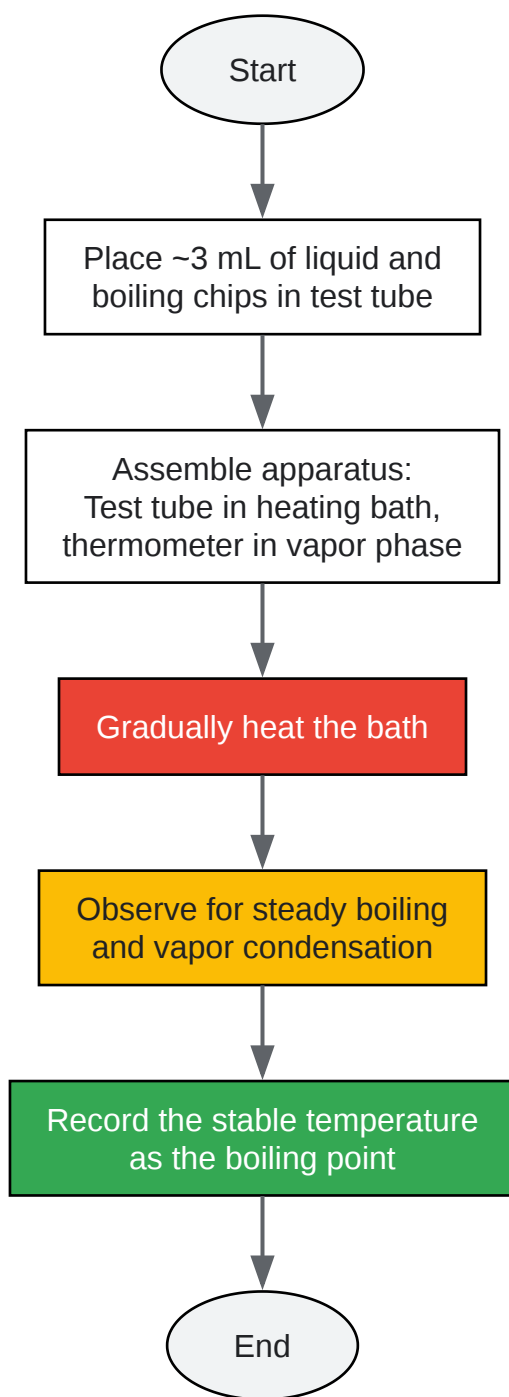 Start
Place ~3 mL of liquid and
boiling chips in test tube
Assemble apparatus:
Test tube in heating bath,
thermometer in vapor phase
Gradually heat the bath
Observe for steady boiling
and vapor condensation
Record the stable temperature
as the boiling point
End